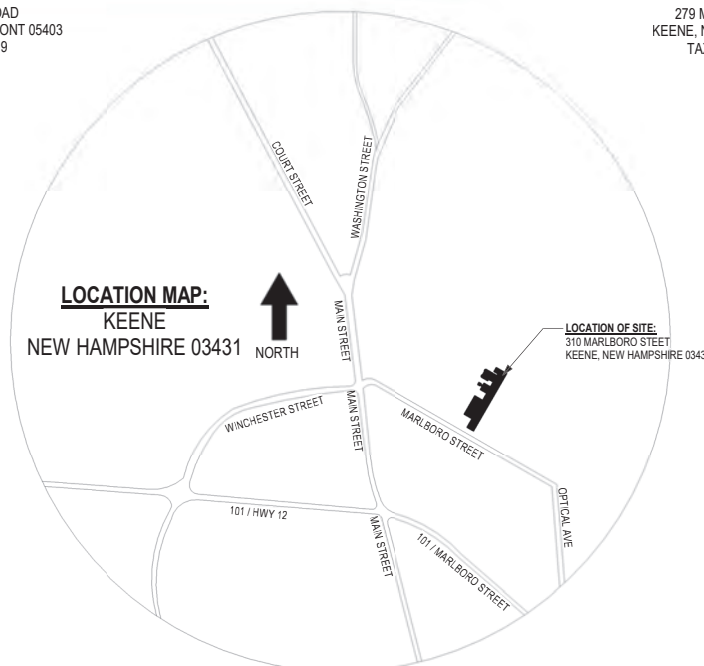 OAD
ONT 05403
9
279 M
KEENE, N
TAX
COURT STREET
WASHINGTON STREET
LOCATION MAP:
KEENE
NEW HAMPSHIRE 03431
NORTH
MAIN STREET
LOCATION OF SITE:
310 MARLBORO STEET
KEENE, NEW HAMPSHIRE 0343
WINCHESTER STREET
MAIN STREET
MARLBORO STREET
101 / HWY 12
MAIN STREET
101 / MARLBORO STREET
OPTICAL AVE